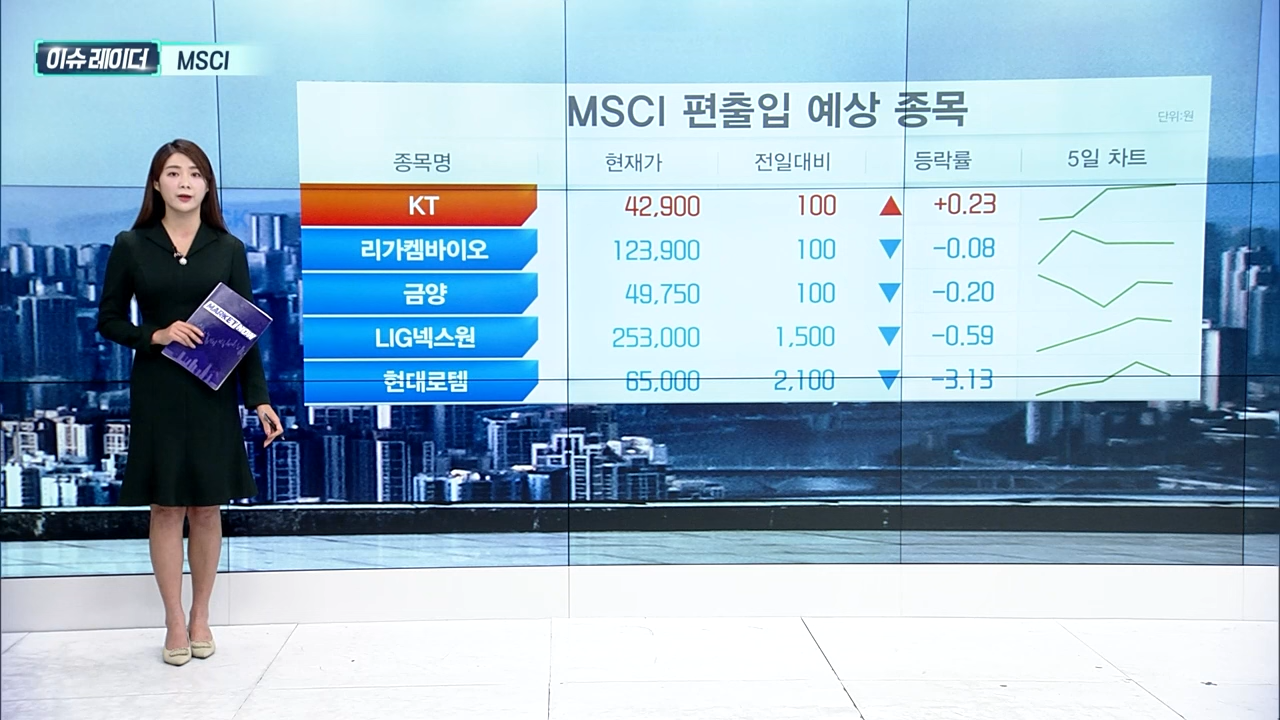 이슈레이더 MSCI
MSCI 편출입 예상 종목
단위:원
종목명 현재가 전일대비 등락률 5일 차트
KT 42,900 100 ▲ +0.23
리가켐바이오 123,900 100 ▼ -0.08
금양 49,750 100 ▼ -0.20
LIG넥스원 253,000 1,500 ▼ -0.59
현대로템 65,000 2,100 ▼ -3.13
MARKET